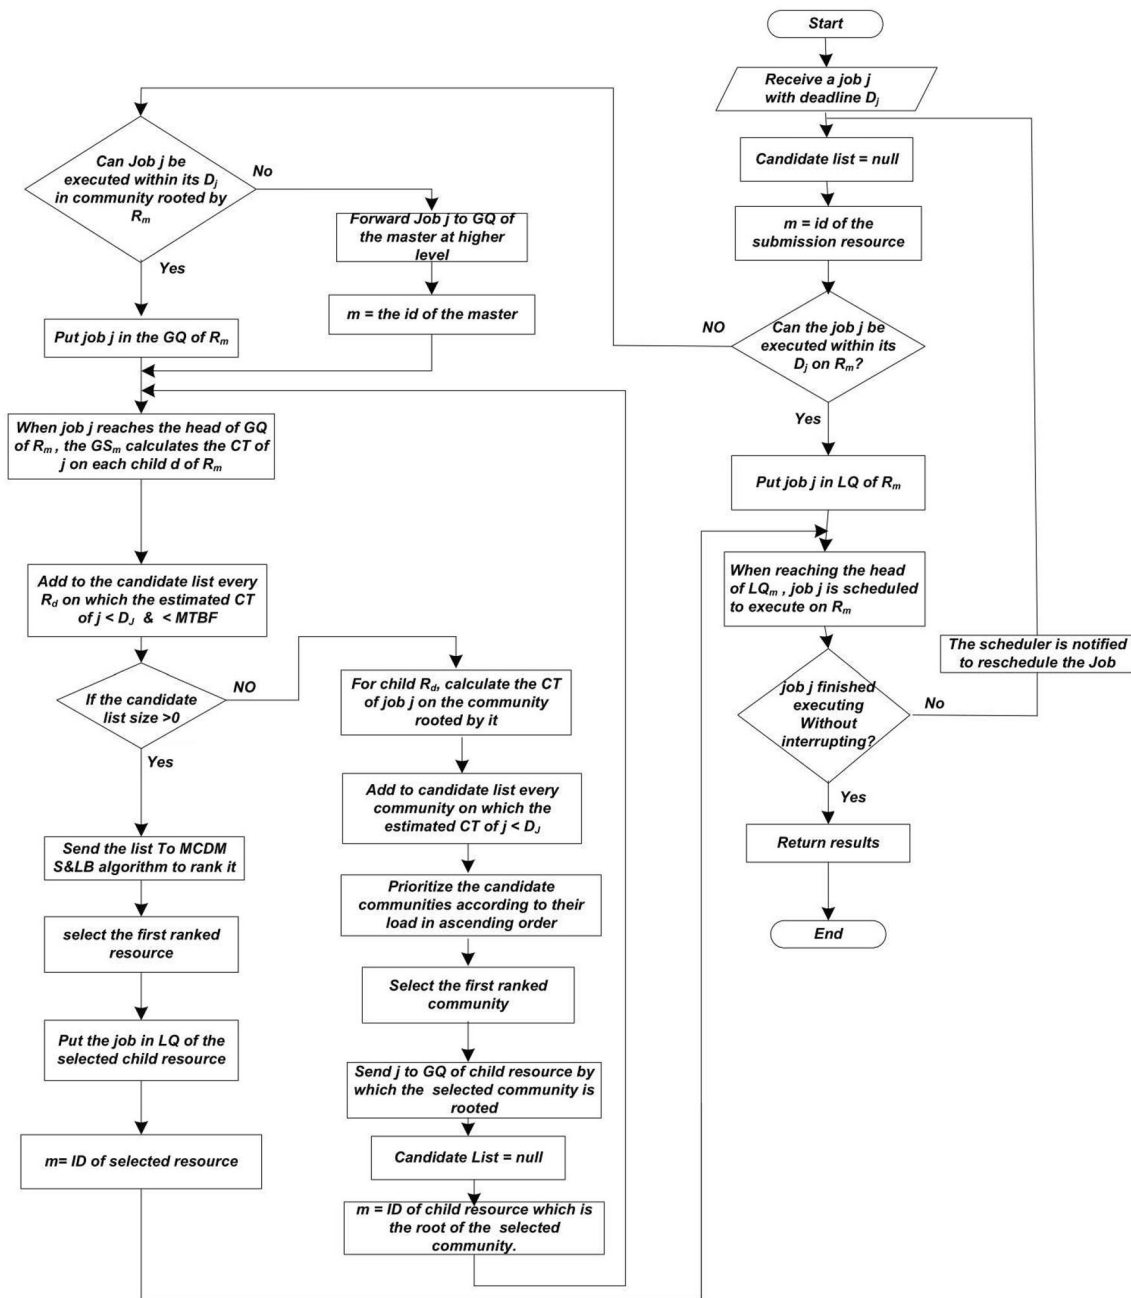 Start
Receive a job j
with deadline Dj
Candidate list = null
m = id of the
submission resource
Can the job j be
executed within its
Dj on Rm?
NO
Yes
Put job j in LQ of Rm
When reaching the head
of LQm , job j is scheduled
to execute on Rm
The scheduler is notified
to reschedule the Job
job j finished
executing
Without
interrupting?
No
Yes
Return results
End
Can Job j be
executed within its Dj
in community rooted by
Rm
No
Yes
Forward Job j to GQ of
the master at higher
level
m = the id of the master
Put job j in the GQ of Rm
When job j reaches the head of GQ
of Rm , the GSm calculates the CT of
j on each child d of Rm
Add to the candidate list every
Rd on which the estimated CT
of j < DJ & < MTBF
If the candidate
list size >0
NO
Yes
Send the list To MCDM
S&LB algorithm to rank it
select the first ranked
resource
Put the job in LQ of the
selected child resource
m= ID of selected resource
For child Rd, calculate the CT
of job j on the community
rooted by it
Add to candidate list every
community on which the
estimated CT of j < DJ
Prioritize the candidate
communities according to their
load in ascending order
Select the first ranked
community
Send j to GQ of child resource by
which the selected community is
rooted
Candidate List = null
m = ID of child resource which is
the root of the selected
community.